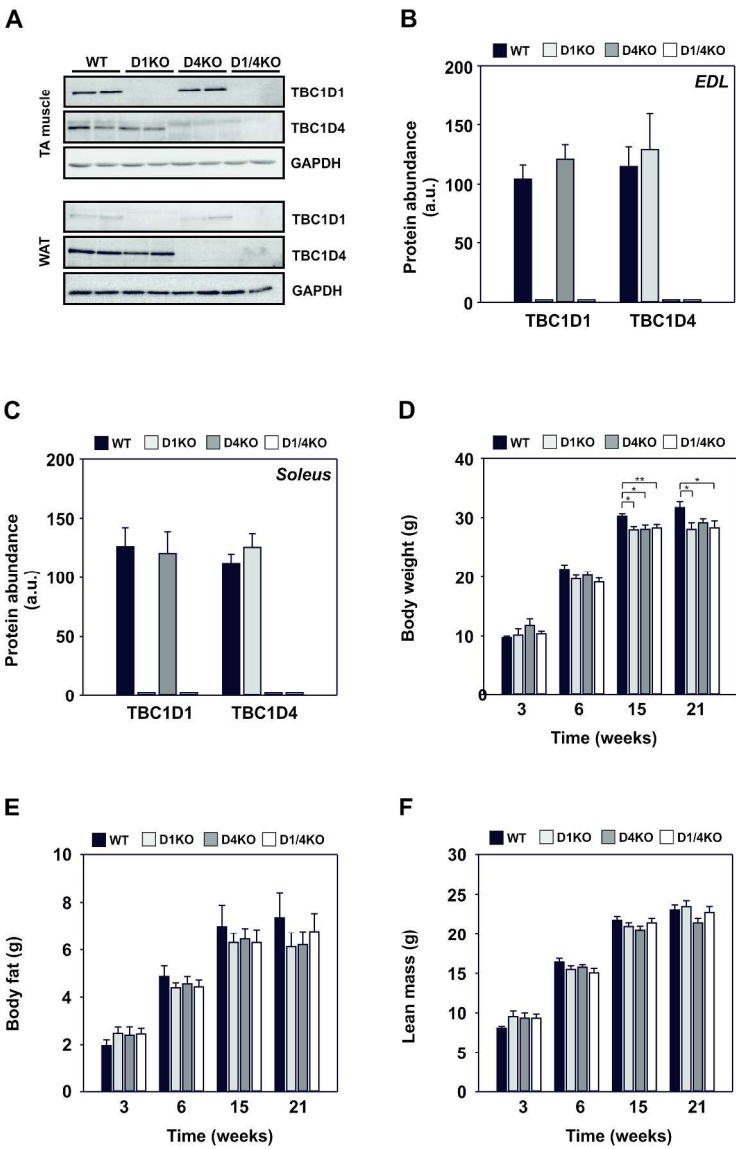 A
WT D1KO D4KO D1/4KO
TA muscle
TBC1D1
TBC1D4
GAPDH
WAT
TBC1D1
TBC1D4
GAPDH
B
WT D1KO D4KO D1/4KO
EDL
Protein abundance
(a.u.)
200
150
100
50
0
TBC1D1 TBC1D4
C
WT D1KO D4KO D1/4KO
Soleus
Protein abundance
(a.u.)
200
150
100
50
0
TBC1D1 TBC1D4
D
WT D1KO D4KO D1/4KO
Body weight (g)
40
30
20
10
0
** * *
* *
3 6 15 21
Time (weeks)
E
WT D1KO D4KO D1/4KO
Body fat (g)
10
8
6
4
2
0
3 6 15 21
Time (weeks)
F
WT D1KO D4KO D1/4KO
Lean mass (g)
30
25
20
15
10
5
0
3 6 15 21
Time (weeks)